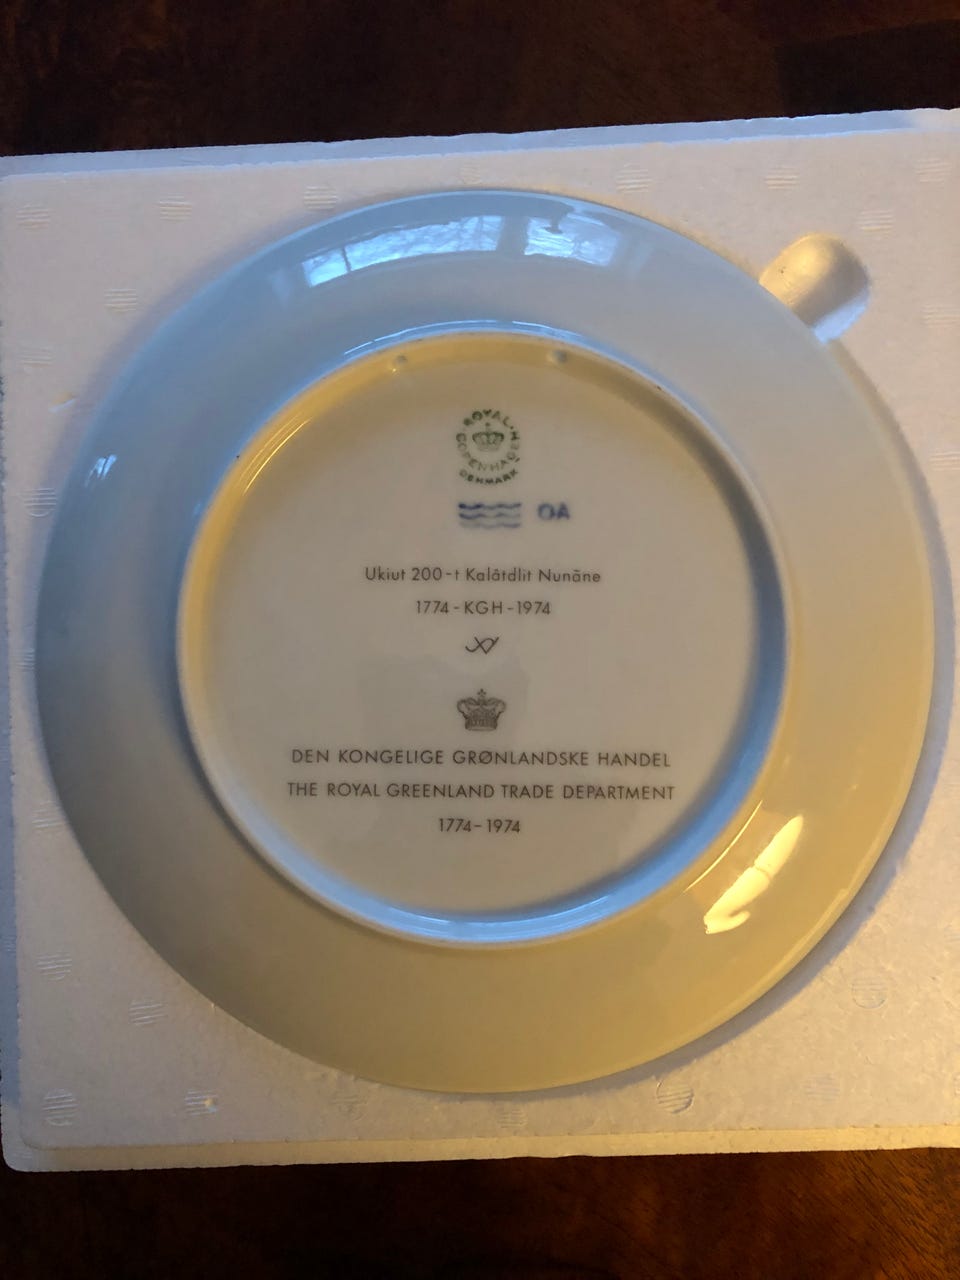 ROYAL
COPENHAGEN
DENMARK
OA
Ukiut 200-t Kalâtdlit Nunãne
1774-KGH-1974
DEN KONGELIGE GRØNLANDSKE HANDEL
THE ROYAL GREENLAND TRADE DEPARTMENT
1774-1974